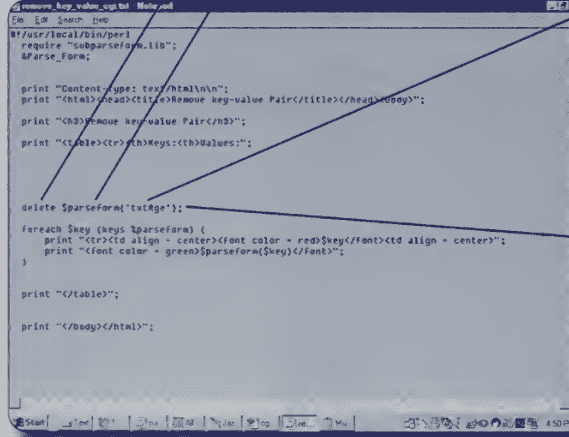 remove_key_value_cgi.txt - Notepad
File Edit Search Help
#!/usr/local/bin/perl
require "subparseform.lib";
&Parse_Form;
print "Content-type: text/html\n\n";
print "<html><head><title>Remove key-value Pair</title></head><body>";
print "<h3>Remove key-value Pair</h3>";
print "<table><tr><th>Keys:<th>Values:";
delete $parseform{'txtAge'};
foreach $key (keys %parseform) {
print "<tr><td align = center><font color = red>$key</font><td align = center>";
print "<font color = green>$parseform{$key}</font>";
}
print "</table>";
print "</body></html>";
Start
4:50 P